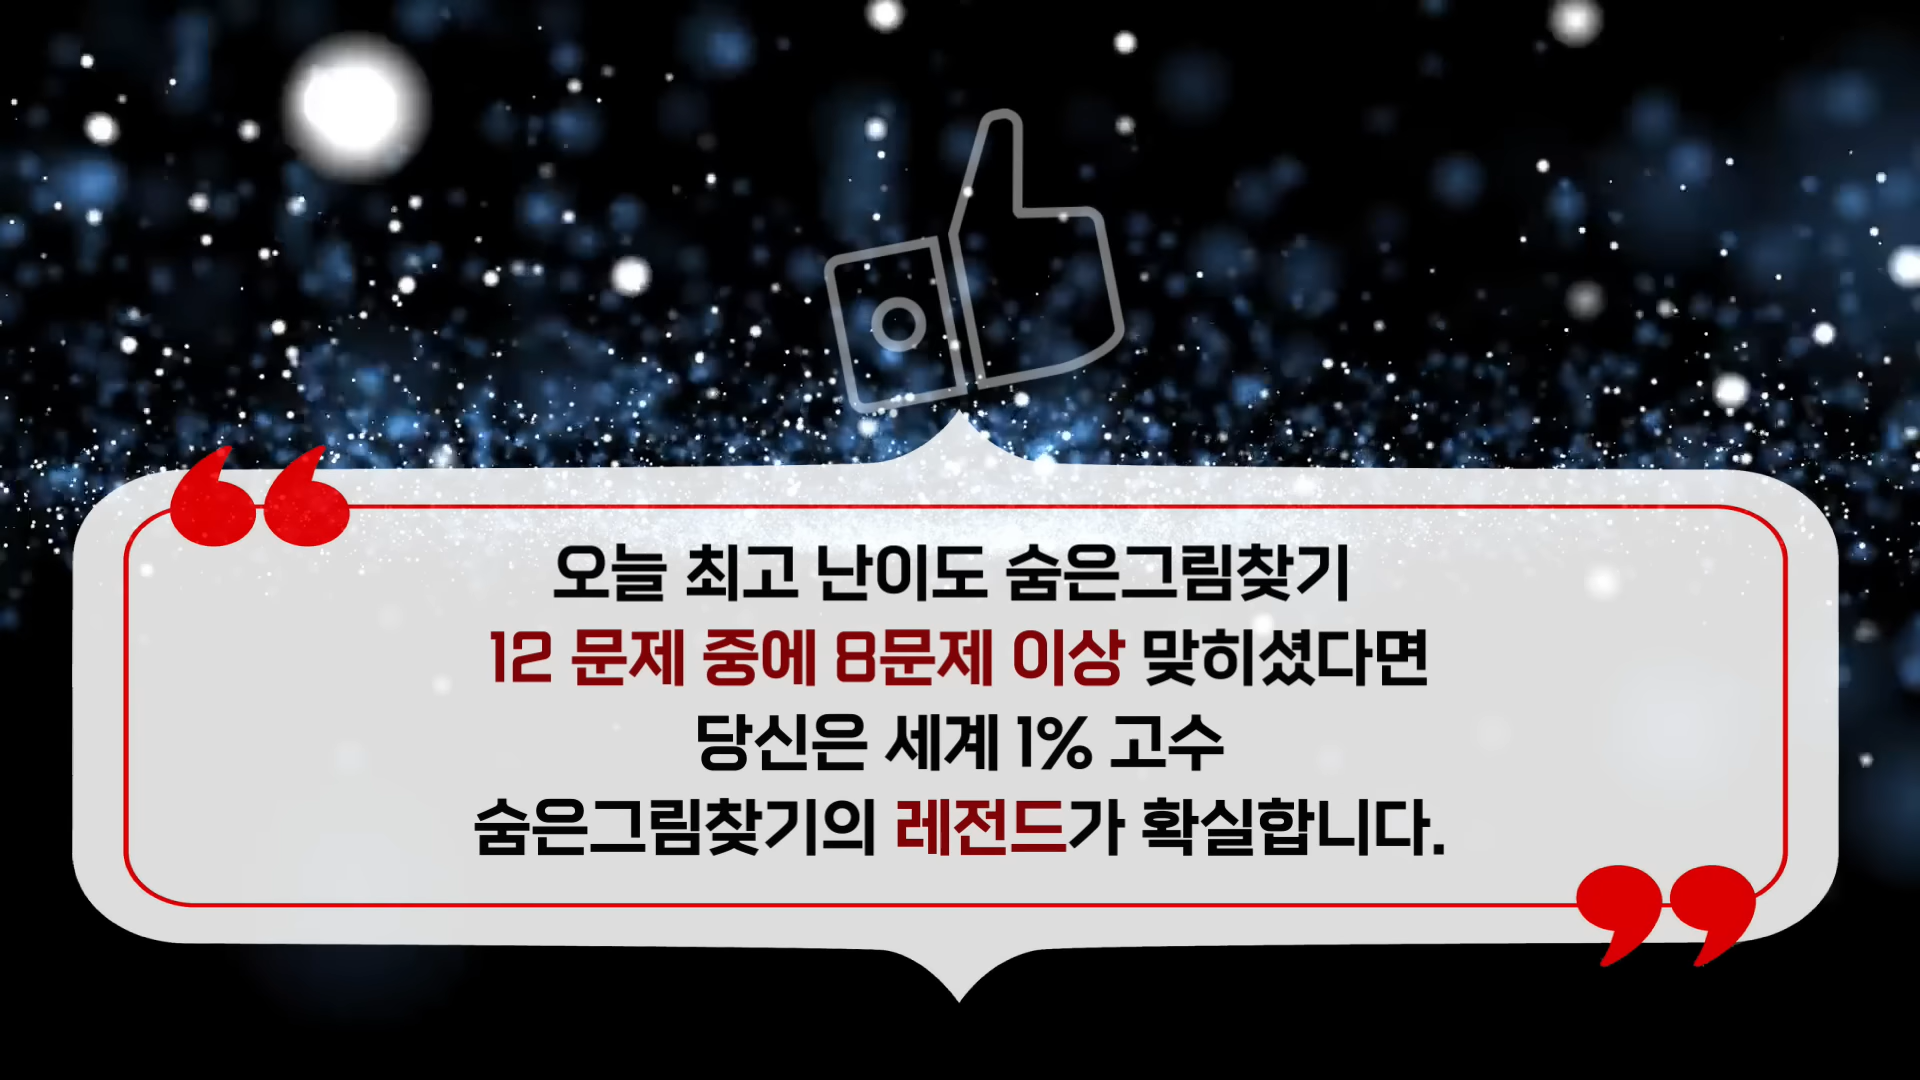 오늘 최고 난이도 숨은그림찾기
12 문제 중에 8문제 이상 맞히셨다면
당신은 세계 1% 고수
숨은그림찾기의 레전드가 확실합니다.